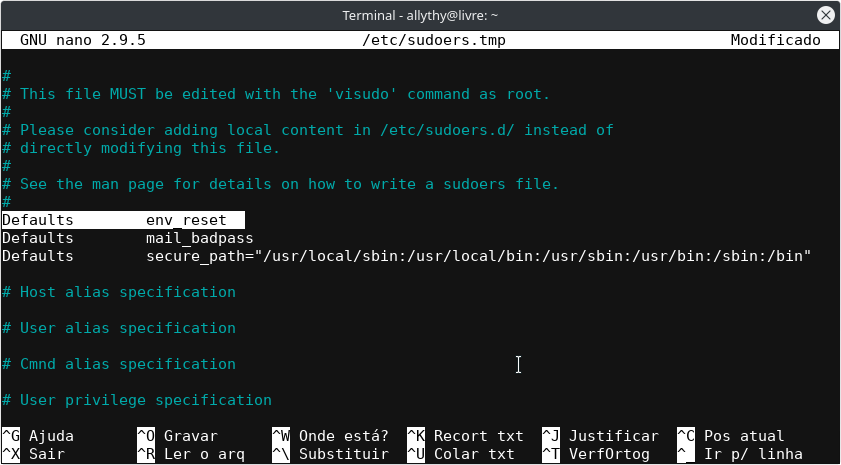 Terminal - allythy@livre: ~
GNU nano 2.9.5 /etc/sudoers.tmp Modificado
#
# This file MUST be edited with the 'visudo' command as root.
#
# Please consider adding local content in /etc/sudoers.d/ instead of
# directly modifying this file.
#
# See the man page for details on how to write a sudoers file.
#
Defaults        env_reset
Defaults        mail_badpass
Defaults        secure_path="/usr/local/sbin:/usr/local/bin:/usr/sbin:/usr/bin:/sbin:/bin"
# Host alias specification
# User alias specification
# Cmnd alias specification
# User privilege specification
^G Ajuda ^O Gravar ^W Onde está? ^K Recort txt ^J Justificar ^C Pos atual
^X Sair ^R Ler o arq ^\ Substituir ^U Colar txt ^T VerfOrtog ^_ Ir p/ linha